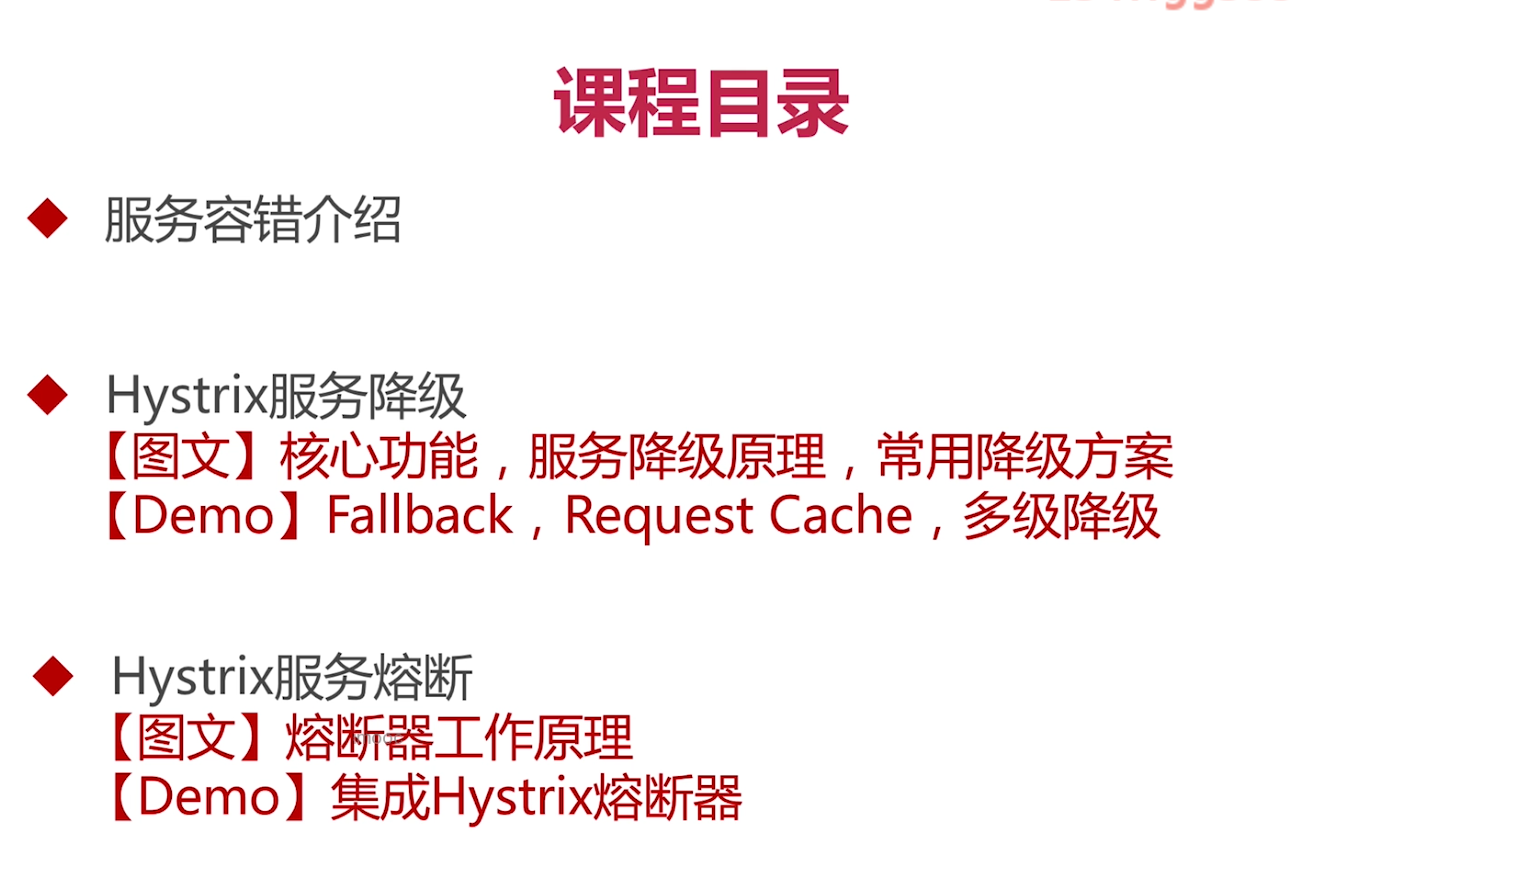 课程目录
服务容错介绍
Hystrix服务降级
【图文】核心功能，服务降级原理，常用降级方案
【Demo】Fallback，Request Cache，多级降级
Hystrix服务熔断
【图文】熔断器工作原理
【Demo】集成Hystrix熔断器